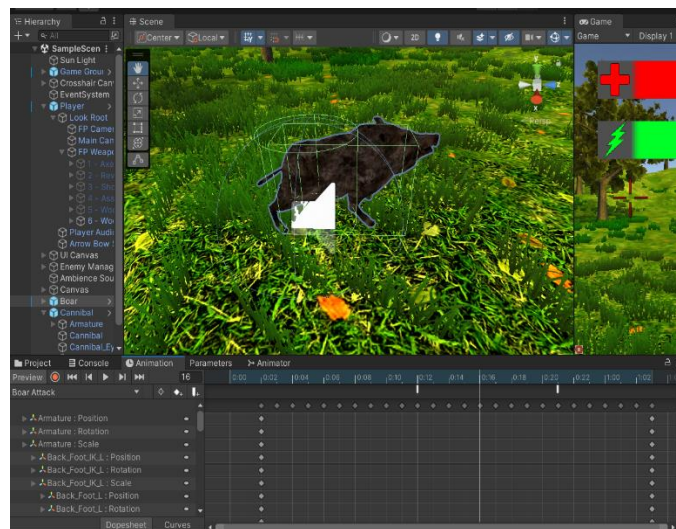 Hierarchy
Scene
Game
All
Center
Local
2D
Game
Display 1
SampleScen
Sun Light
Game Grour
Crosshair Can
EventSystem
Player
Look Root
FP Camer
Main Can
FP Weapo
6 - Woo
Player Audio
Arrow Bow S
UI Canvas
Enemy Manag
Ambience Sou
Canvas
Boar
Cannibal
Armature
Cannibal
Cannibal_Ey
Persp
Project
Console
Animation
Parameters
Animator
Preview
16
0:00
0:02
0:04
0:06
0:08
0:10
0:12
0:14
0:16
0:18
0:20
0:22
1:00
1:02
Boar Attack
Armature : Position
Armature : Rotation
Armature : Scale
Back_Foot_IK_L : Position
Back_Foot_IK_L : Rotation
Back_Foot_IK_L : Scale
Back_Foot_L : Position
Back_Foot_L : Rotation
Dopesheet
Curves